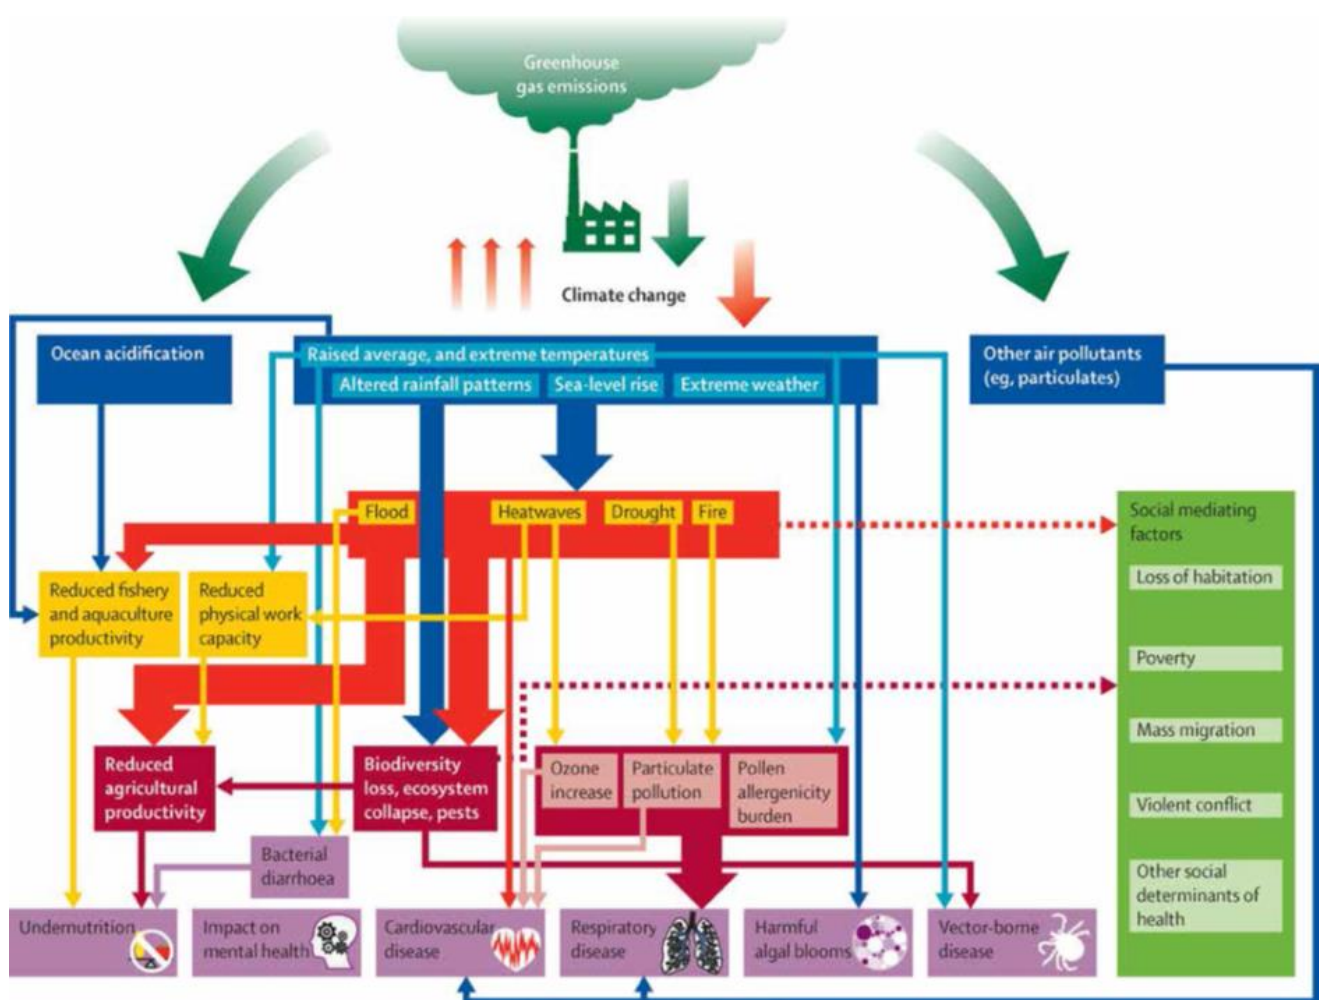 Greenhouse
gas emissions
Climate change
Ocean acidification
Raised average, and extreme temperatures
Altered rainfall patterns
Sea-level rise
Extreme weather
Other air pollutants
(eg, particulates)
Flood
Heatwaves
Drought
Fire
Social mediating
factors
Loss of habitation
Poverty
Mass migration
Violent conflict
Other social
determinants of
health
Reduced fishery
and aquaculture
productivity
Reduced
physical work
capacity
Reduced
agricultural
productivity
Biodiversity
loss, ecosystem
collapse, pests
Ozone
increase
Particulate
pollution
Pollen
allergenicity
burden
Bacterial
diarrhoea
Undernutrition
Impact on
mental health
Cardiovascular
disease
Respiratory
disease
Harmful
algal blooms
Vector-borne
disease